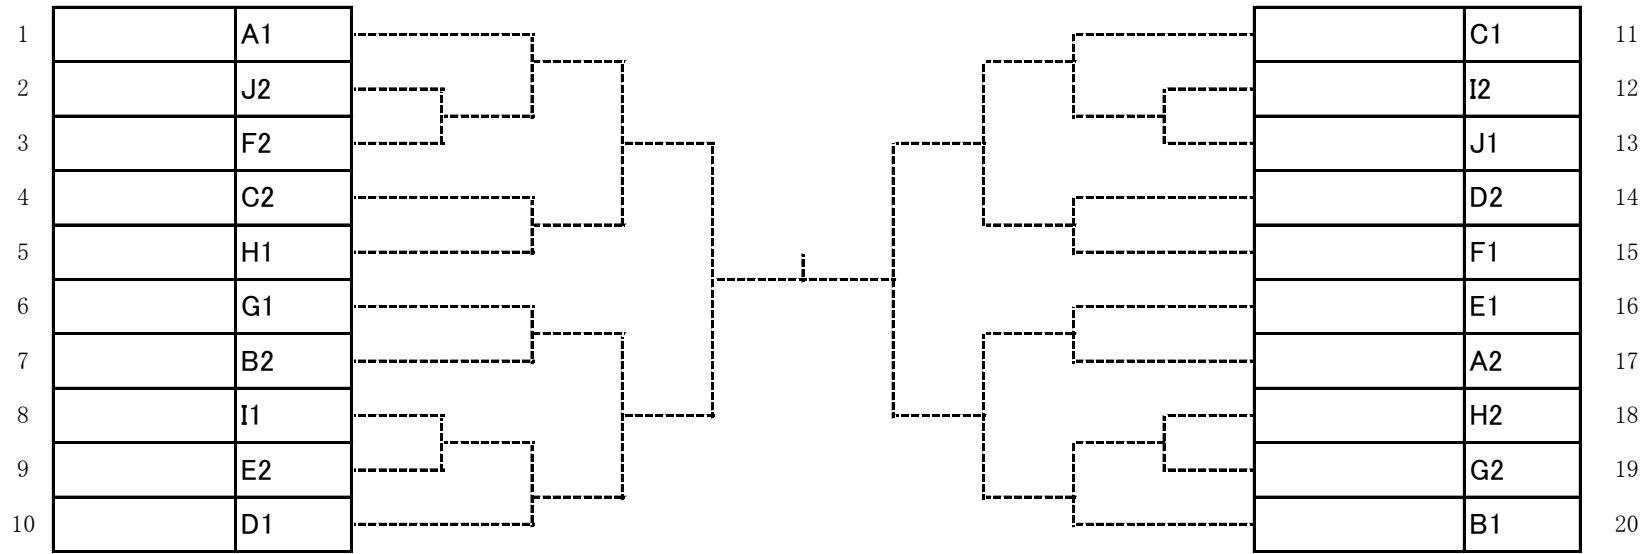 1 A1 C1 11
2 J2 I2 12
3 F2 J1 13
4 C2 D2 14
5 H1 F1 15
6 G1 E1 16
7 B2 A2 17
8 I1 H2 18
9 E2 G2 19
10 D1 B1 20